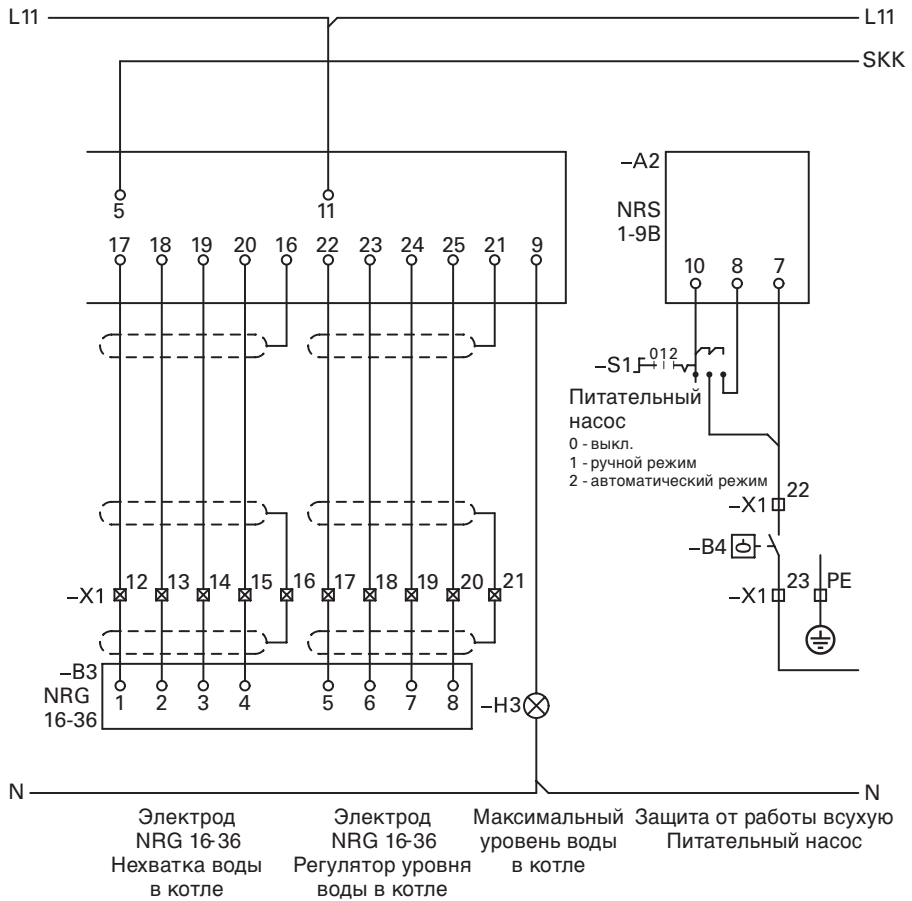 L11 L11
SKK
–A2
5 11
NRS
1-9B
17 18 19 20 16 22 23 24 25 21 9
10 8 7
–S1 0 1 2
Питательный
насос
0 - выкл.
1 - ручной режим
2 - автоматический режим
–X1 22
–B4
–X1 12 13 14 15 16 17 18 19 20 21
–X1 23 PE
–B3
NRG
16-36
1 2 3 4 5 6 7 8
–H3
N N
Электрод
NRG 16-36
Нехватка воды
в котле
Электрод
NRG 16-36
Регулятор уровня
воды в котле
Максимальный
уровень воды
в котле
Защита от работы всухую
Питательный насос